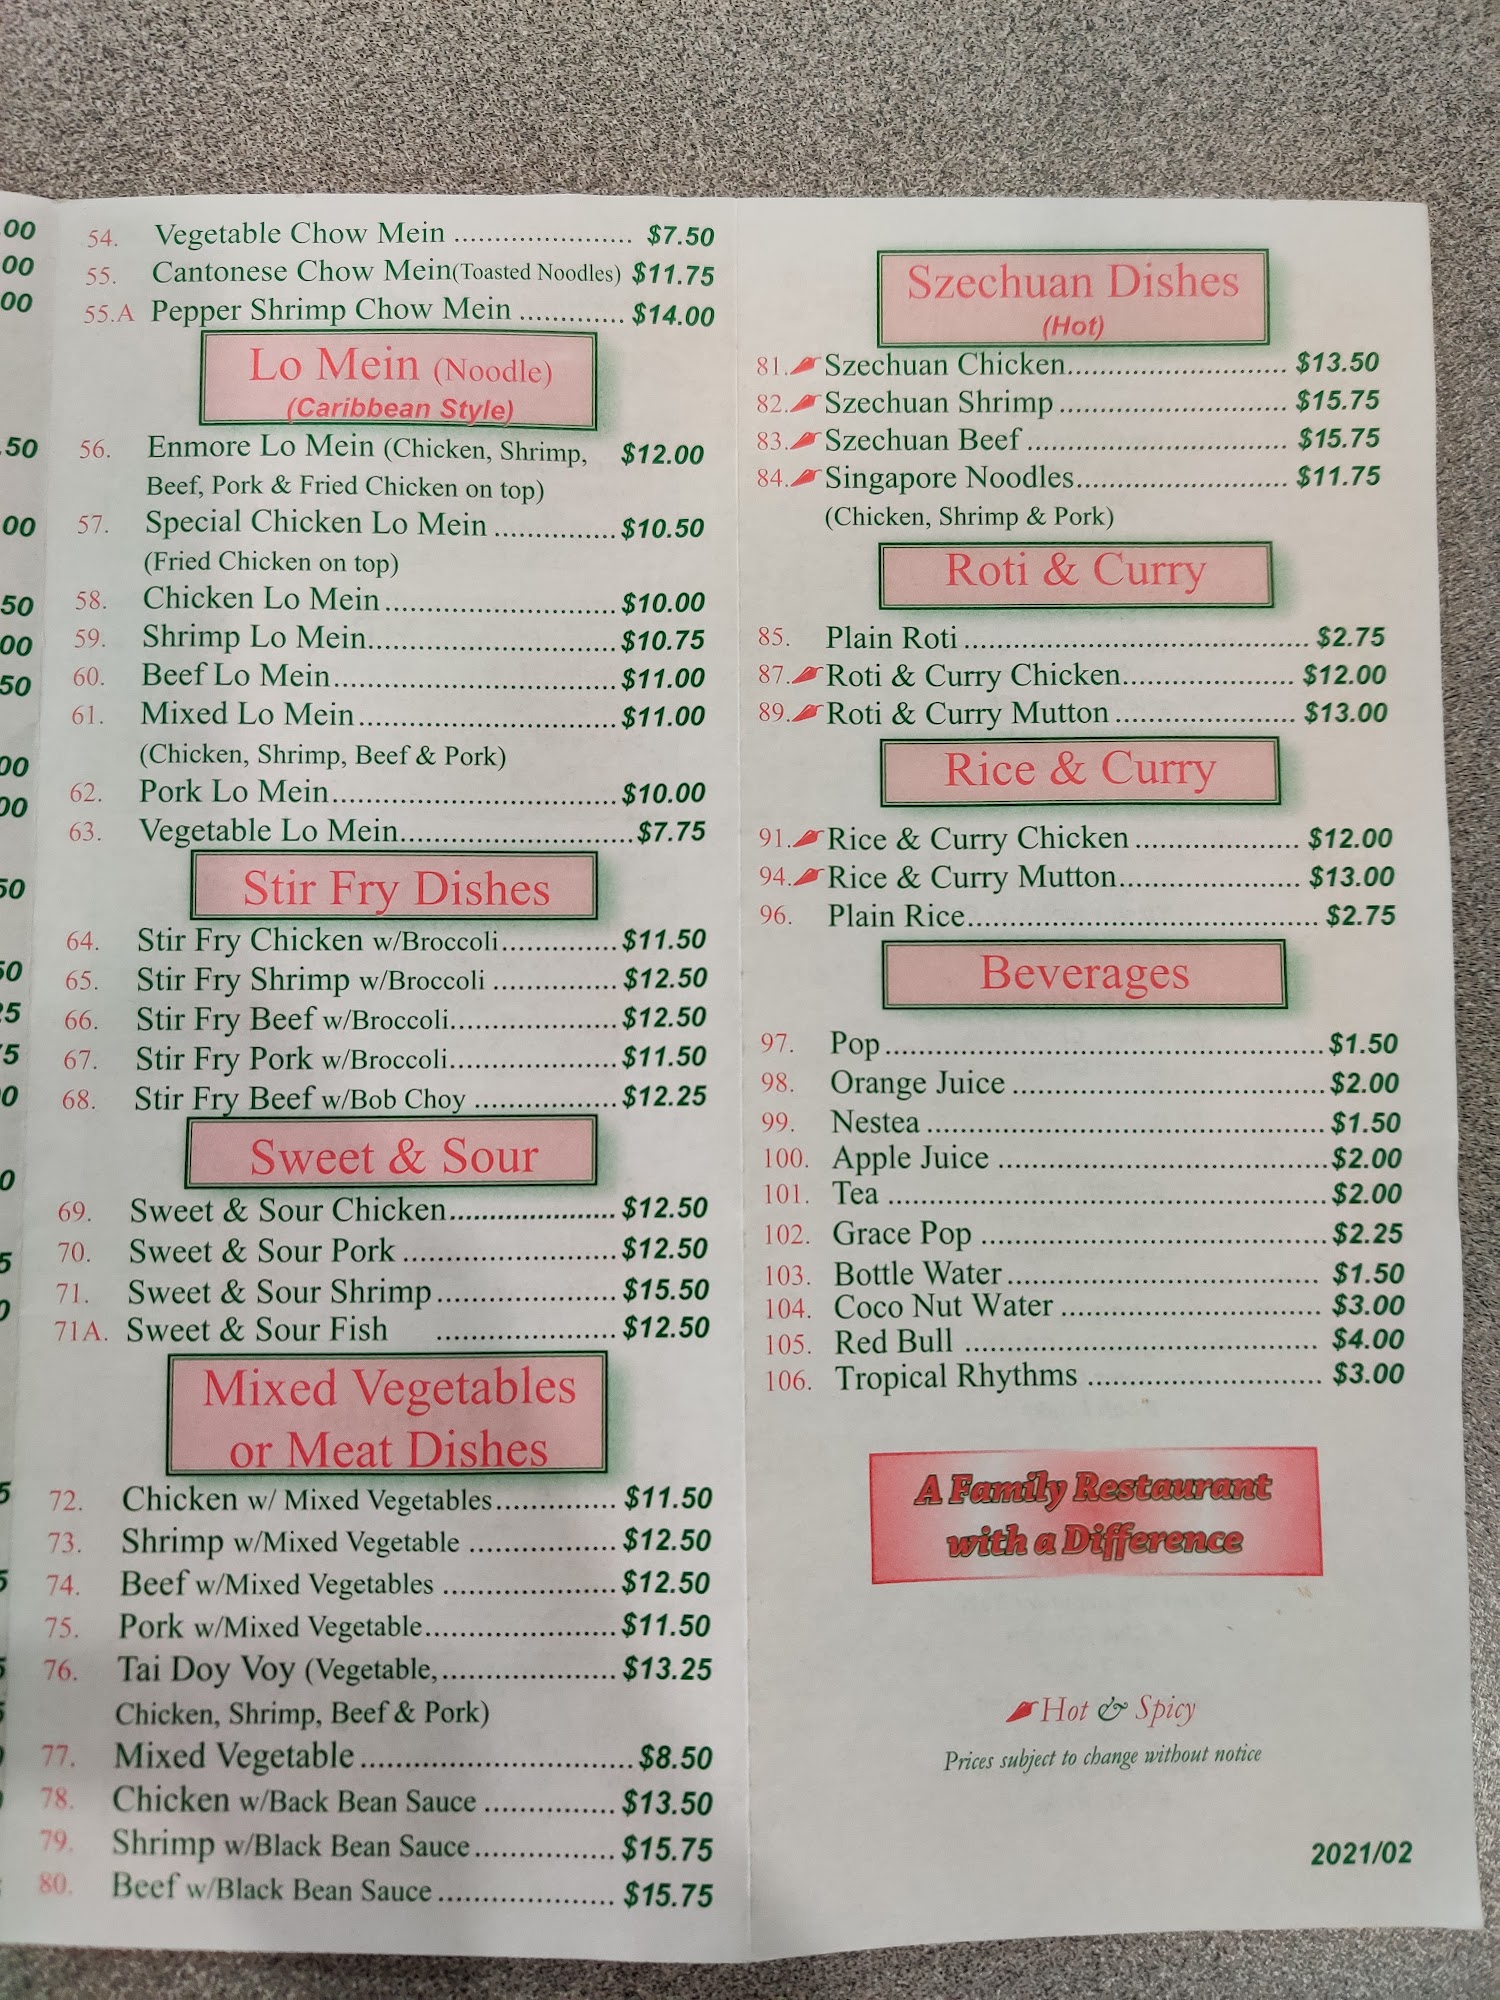 .00
.00
.00
.50
.00
.50
.00
.50
.00
.00
.50
.50
54. Vegetable Chow Mein ...................... $7.50
55. Cantonese Chow Mein(Toasted Noodles) $11.75
55.A Pepper Shrimp Chow Mein ............. $14.00
Lo Mein (Noodle)
(Caribbean Style)
56. Enmore Lo Mein (Chicken, Shrimp, $12.00
Beef, Pork & Fried Chicken on top)
57. Special Chicken Lo Mein ............... $10.50
(Fried Chicken on top)
58. Chicken Lo Mein ............................ $10.00
59. Shrimp Lo Mein.............................. $10.75
60. Beef Lo Mein................................... $11.00
61. Mixed Lo Mein................................ $11.00
(Chicken, Shrimp, Beef & Pork)
62. Pork Lo Mein................................... $10.00
63. Vegetable Lo Mein............................ $7.75
Stir Fry Dishes
64. Stir Fry Chicken w/Broccoli.............. $11.50
65. Stir Fry Shrimp w/Broccoli ............... $12.50
66. Stir Fry Beef w/Broccoli.................... $12.50
67. Stir Fry Pork w/Broccoli.................... $11.50
68. Stir Fry Beef w/Bob Choy ................. $12.25
Sweet & Sour
69. Sweet & Sour Chicken.................... $12.50
70. Sweet & Sour Pork .......................... $12.50
71. Sweet & Sour Shrimp...................... $15.50
71A. Sweet & Sour Fish ...................... $12.50
Mixed Vegetables
or Meat Dishes
72. Chicken w/ Mixed Vegetables.............. $11.50
73. Shrimp w/Mixed Vegetable ................. $12.50
74. Beef w/Mixed Vegetables .................... $12.50
75. Pork w/Mixed Vegetable...................... $11.50
76. Tai Doy Voy (Vegetable,.................... $13.25
Chicken, Shrimp, Beef & Pork)
77. Mixed Vegetable ................................. $8.50
78. Chicken w/Back Bean Sauce ............... $13.50
79. Shrimp w/Black Bean Sauce................ $15.75
80. Beef w/Black Bean Sauce .................... $15.75
Szechuan Dishes
(Hot)
81. Szechuan Chicken........................... $13.50
82. Szechuan Shrimp ............................ $15.75
83. Szechuan Beef ................................ $15.75
84. Singapore Noodles.......................... $11.75
(Chicken, Shrimp & Pork)
Roti & Curry
85. Plain Roti .......................................... $2.75
87. Roti & Curry Chicken..................... $12.00
89. Roti & Curry Mutton ...................... $13.00
Rice & Curry
91. Rice & Curry Chicken .................... $12.00
94. Rice & Curry Mutton...................... $13.00
96. Plain Rice........................................... $2.75
Beverages
97. Pop..................................................... $1.50
98. Orange Juice ...................................... $2.00
99. Nestea ................................................ $1.50
100. Apple Juice ........................................ $2.00
101. Tea ..................................................... $2.00
102. Grace Pop .......................................... $2.25
103. Bottle Water...................................... $1.50
104. Coco Nut Water ................................ $3.00
105. Red Bull ........................................... $4.00
106. Tropical Rhythms ............................. $3.00
A Family Restaurant
with a Difference
Hot & Spicy
Prices subject to change without notice
2021/02